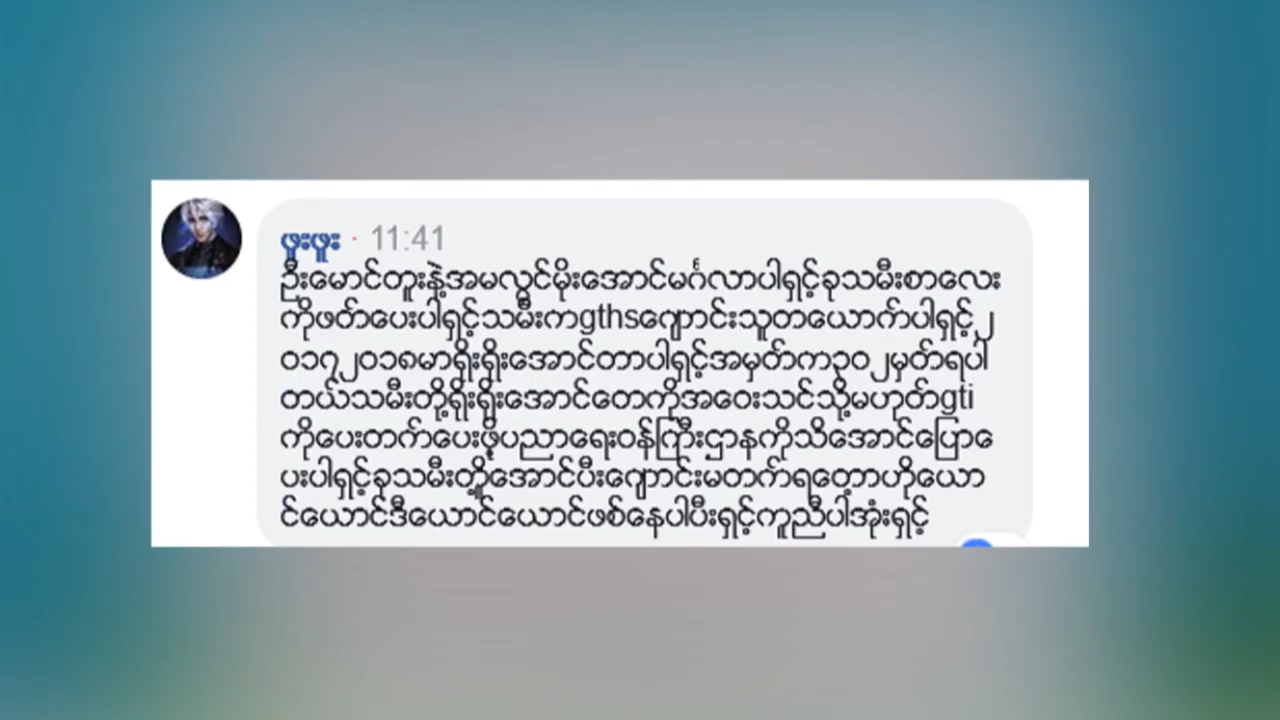 ဖူးဖူး · 11:41
ဦးမောင်တူးနဲ့အမလွင်မိုးအောင်မင်္ဂလာပါရှင့်ခုသမီးစာလေး
ကိုဖတ်ပေးပါရှင့်သမီးကgthsကျောင်းသူတယောက်ပါရှင့်၂
၀၁၇၂၀၁၈မာရိုးရိုးအောင်တာပါရှင့်အမှတ်က၃၀၂မှတ်ရပါ
တယ်သမီးတို့ရိုးရိုးအောင်တေကိုအဝေးသင်သို့မဟုတ်gti
ကိုပေးတက်ပေးဖို့ပညာရေးဝန်ကြီးဌာနကိုသိအောင်ပြောပေ
းပါရှင့်ခုသမီးတို့အောင်ပီးကျောင်းမတက်ရတော့ဟိုယော
င်ယောင်ဒီယောင်ယောင်ဖစ်နေပါပီးရှင့်ကူညီပါအုံးရှင့်